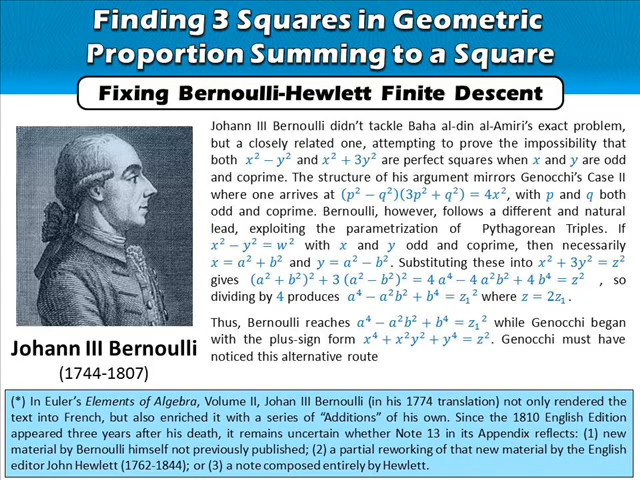 Finding 3 Squares in Geometric
Proportion Summing to a Square
Fixing Bernoulli-Hewlett Finite Descent
Johann III Bernoulli didn't tackle Baha al-din al-Amiri's exact problem,
but a closely related one, attempting to prove the impossibility that
both x² − y² and x² + 3y² are perfect squares when x and y are odd
and coprime. The structure of his argument mirrors Genocchi's Case II
where one arrives at (p² − q²)(3p² + q²) = 4x², with p and q both
odd and coprime. Bernoulli, however, follows a different and natural
lead, exploiting the parametrization of Pythagorean Triples. If
x² − y² = w² with x and y odd and coprime, then necessarily
x = a² + b² and y = a² − b². Substituting these into x² + 3y² = z²
gives (a² + b²)² + 3 (a² − b²)² = 4 a⁴ − 4 a²b² + 4 b⁴ = z² , so
dividing by 4 produces a⁴ − a²b² + b⁴ = z₁² where z = 2z₁ .
Thus, Bernoulli reaches a⁴ − a²b² + b⁴ = z₁² while Genocchi began
with the plus-sign form x⁴ + x²y² + y⁴ = z². Genocchi must have
noticed this alternative route
Johann III Bernoulli
(1744-1807)
(*) In Euler's Elements of Algebra, Volume II, Johan III Bernoulli (in his 1774 translation) not only rendered the
text into French, but also enriched it with a series of "Additions" of his own. Since the 1810 English Edition
appeared three years after his death, it remains uncertain whether Note 13 in its Appendix reflects: (1) new
material by Bernoulli himself not previously published; (2) a partial reworking of that new material by the English
editor John Hewlett (1762-1844); or (3) a note composed entirely by Hewlett.